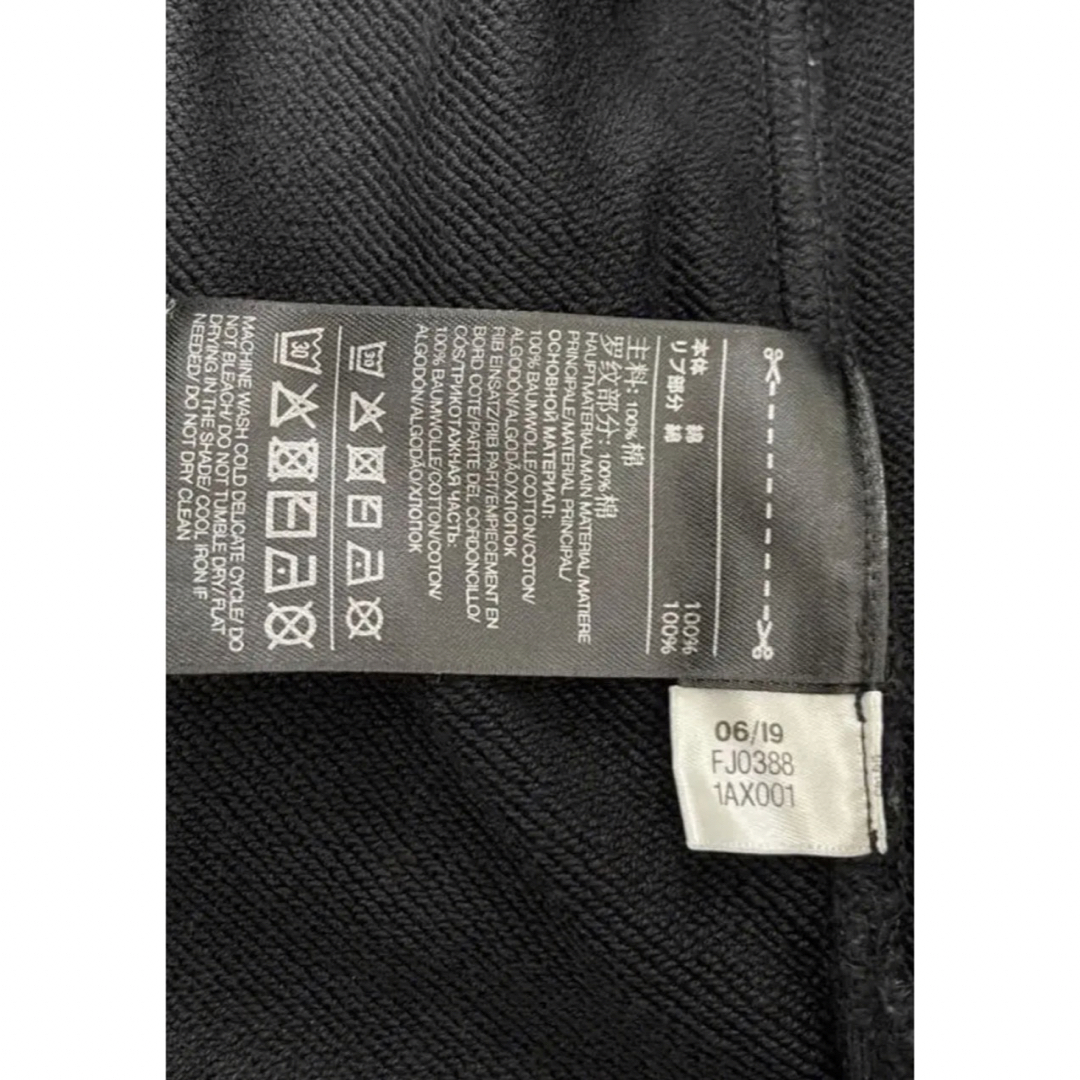 本体 綿 100%
リブ部分 綿 100%
主料: 100%棉
罗纹部分: 100%棉
HAUPTMATERIAL/MAIN MATERIAL/MATIERE
PRINCIPALE/MATERIAL PRINCIPAL/
ОСНОВНОЙ МАТЕРИАЛ:
100% BAUMWOLLE/COTTON/COTON/
ALGODÓN/ALGODÃO/ХЛОПОК
RIB EINSATZ/RIB PART/EMPIECEMENT EN
BORD COTE/PARTE DEL CORDONCILLO/
CÓS/ТРИКОТАЖНАЯ ЧАСТЬ:
100% BAUMWOLLE/COTTON/COTON/
ALGODÓN/ALGODÃO/ХЛОПОК
30
30
MACHINE WASH COLD DELICATE CYCLE/ DO
NOT BLEACH/ DO NOT TUMBLE DRY/ FLAT
DRYING IN THE SHADE/ COOL IRON IF
NEEDED/ DO NOT DRY CLEAN
06/19
FJ0388
1AX001